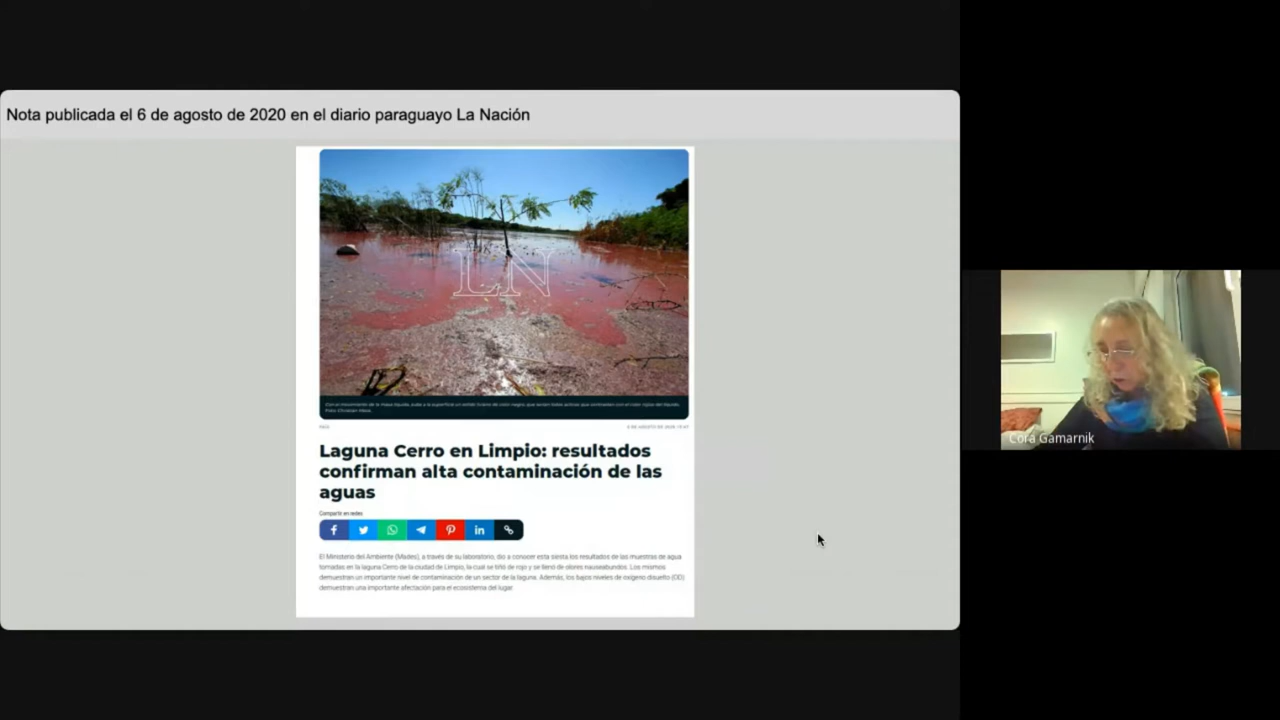 Nota publicada el 6 de agosto de 2020 en el diario paraguayo La Nación
LN
Laguna Cerro en Limpio: resultados
confirman alta contaminación de las
aguas
Compartir en redes
El Ministerio del Ambiente (Mades), a través de su laboratorio, dio a conocer esta siesta los resultados de las muestras de agua
tomadas en la laguna Cerro de la ciudad de Limpio, la cual se tiñó de rojo y se llenó de olores nauseabundos. Los mismos
demuestran un importante nivel de contaminación de un sector de la laguna. Además, los bajos niveles de oxígeno disuelto (OD)
demuestran una importante afectación para el ecosistema del lugar.
Cora Gamarnik